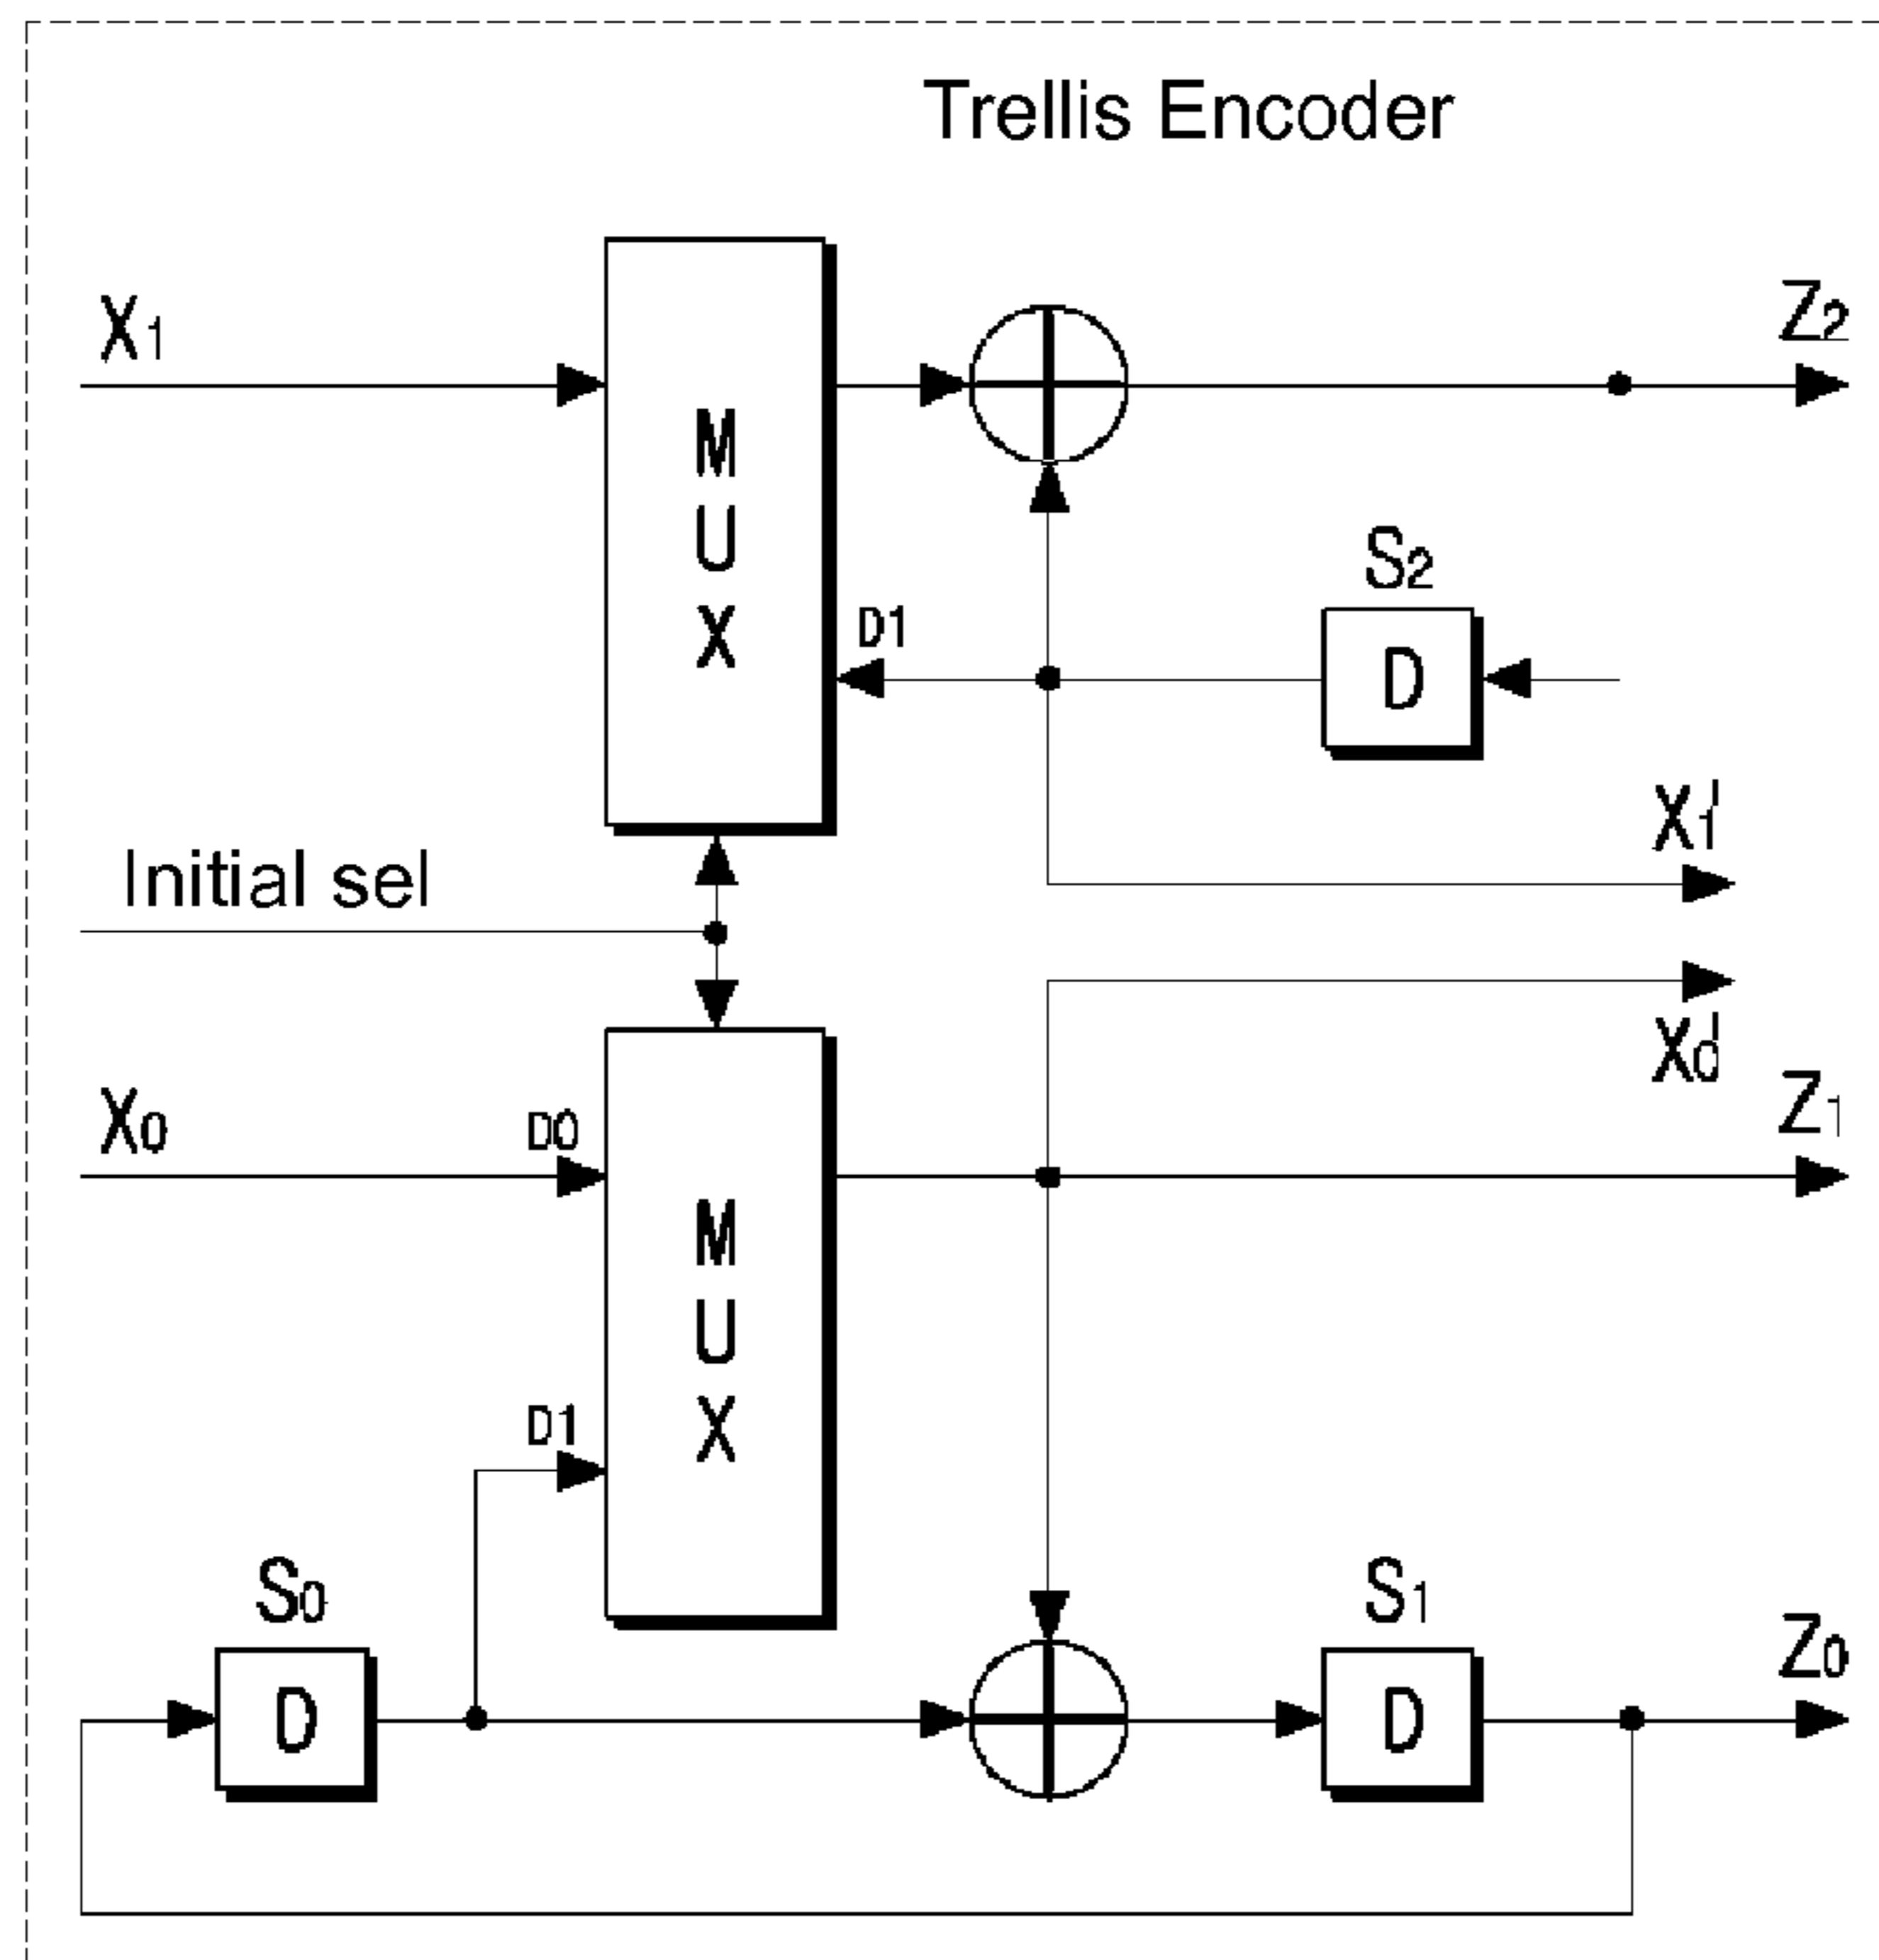 Trellis Encoder
X1
Z2
M
U
X
S2
D1
D
X1'
Initial sel
X0'
X0
D0
Z1
M
U
X
D1
S0
S1
Z0
D
D